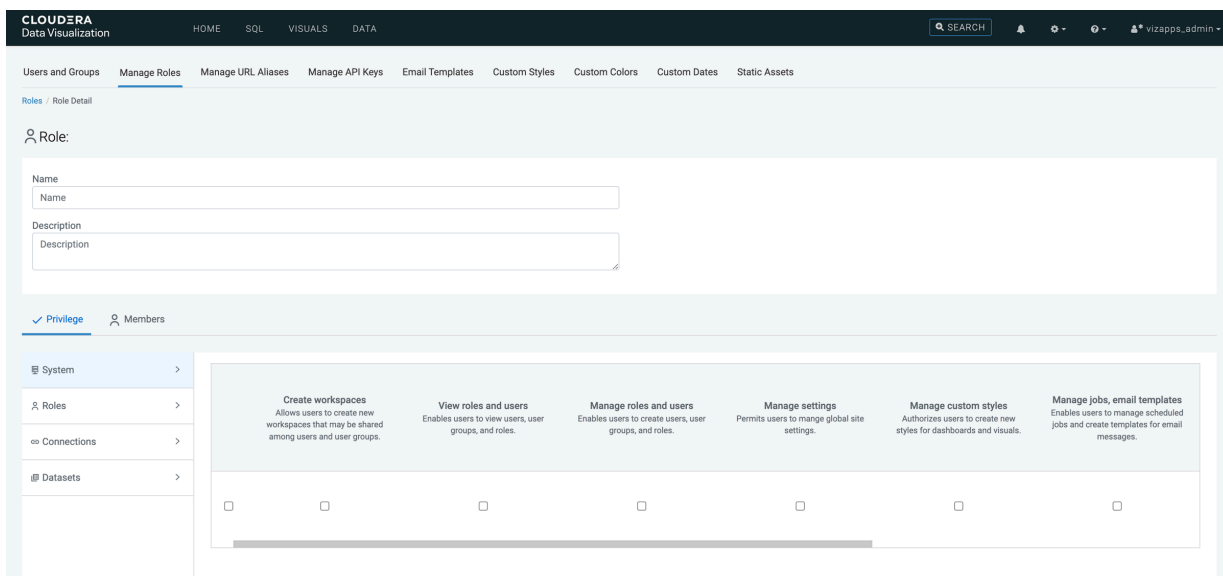 CLOUDERA
Data Visualization
HOME SQL VISUALS DATA
SEARCH
vizapps_admin
Users and Groups Manage Roles Manage URL Aliases Manage API Keys Email Templates Custom Styles Custom Colors Custom Dates Static Assets
Roles / Role Detail
Role:
Name
Name
Description
Description
Privilege Members
System
Roles
Connections
Datasets
Create workspaces
Allows users to create new
workspaces that may be shared
among users and user groups.
View roles and users
Enables users to view users, user
groups, and roles.
Manage roles and users
Enables users to create users, user
groups, and roles.
Manage settings
Permits users to mange global site
settings.
Manage custom styles
Authorizes users to create new
styles for dashboards and visuals.
Manage jobs, email templates
Enables users to manage scheduled
jobs and create templates for email
messages.